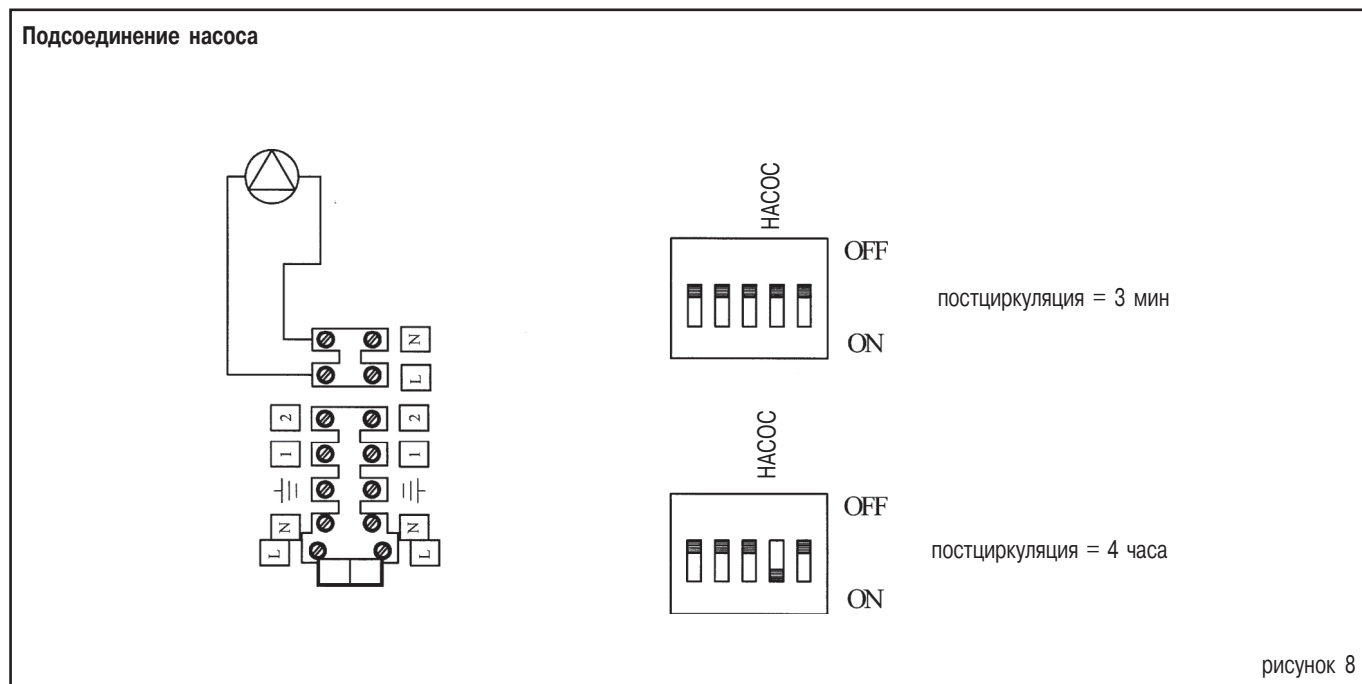 Подсоединение насоса
НАСОС
OFF
ON
постциркуляция = 3 мин
N
L
2 2
1 1
N N
L L
НАСОС
OFF
ON
постциркуляция = 4 часа
рисунок 8